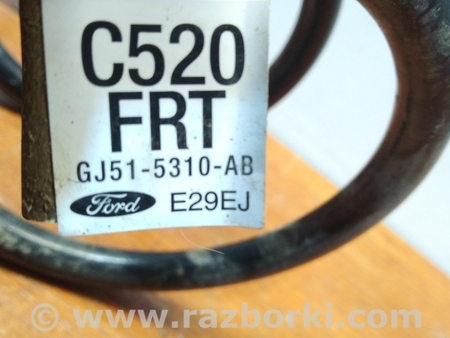 C520
FRT
GJ51-5310-AB
Ford E29EJ
© www.razborki.com